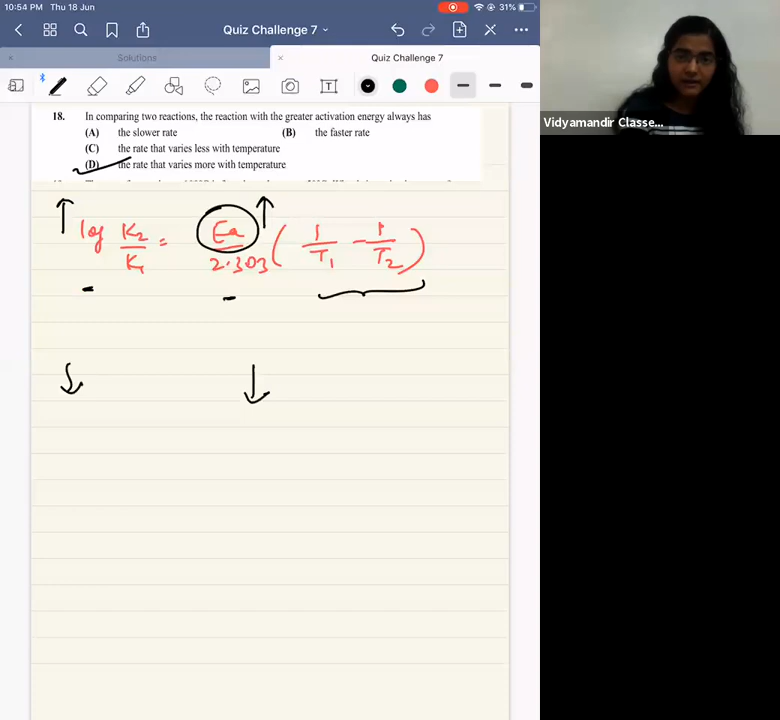 10:54 PM Thu 18 Jun
31%
Quiz Challenge 7
Solutions
Quiz Challenge 7
18. In comparing two reactions, the reaction with the greater activation energy always has
(A) the slower rate (B) the faster rate
(C) the rate that varies less with temperature
(D) the rate that varies more with temperature
log K2/K1 = Ea/2.303 ( 1/T1 - 1/T2 )
Vidyamandir Classe...